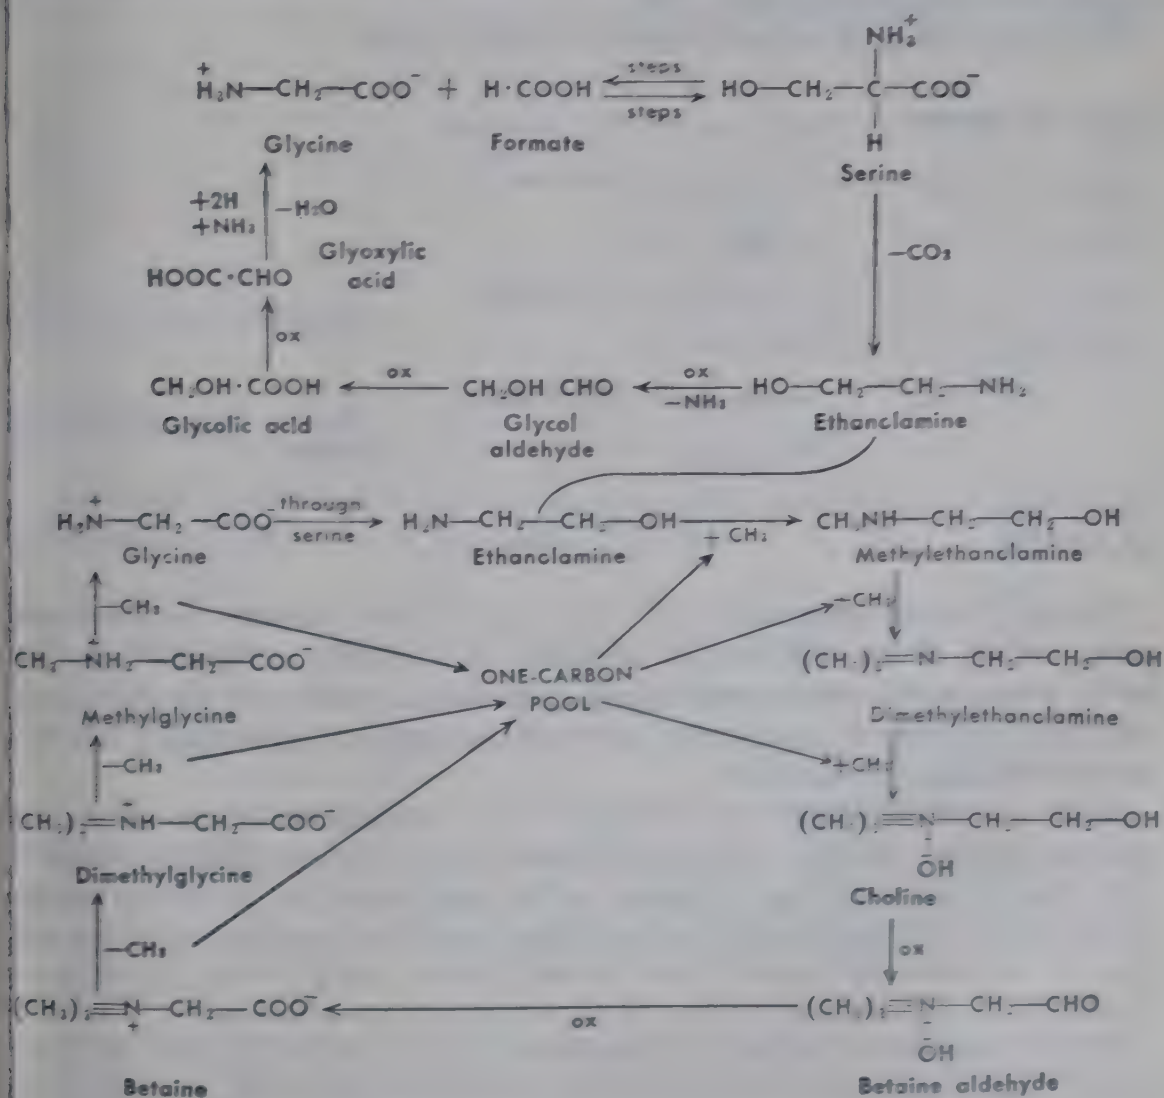 NH₃⁺
steps
H₃N⁺—CH₂—COO⁻ + H·COOH HO—CH₂—C—COO⁻
steps
Glycine Formate H
Serine
+2H —H₂O
+NH₃
Glyoxylic
HOOC·CHO acid
—CO₂
ox
CH₂OH·COOH ox CH₂OH CHO ox HO—CH₂—CH₂—NH₂
—NH₃
Glycolic acid Glycol Ethanolamine
aldehyde
H₃N⁺—CH₂—COO⁻ through H₂N—CH₂—CH₂—OH CH₃NH—CH₂—CH₂—OH
serine + CH₃
Glycine Ethanolamine Methylethanolamine
—CH₃ —CH₃
CH₃—NH₂⁺—CH₂—COO⁻ ONE-CARBON (CH₃)₂=N—CH₂—CH₂—OH
POOL
Methylglycine Dimethylethanolamine
—CH₃ +CH₃
(CH₃)₂=NH—CH₂—COO⁻ (CH₃)₃≡N—CH₂—CH₂—OH
OH
Dimethylglycine Choline
—CH₃ ox
(CH₃)₃≡N—CH₂—COO⁻ (CH₃)₃≡N—CH₂—CHO
+ ox
OH
Betaine Betaine aldehyde